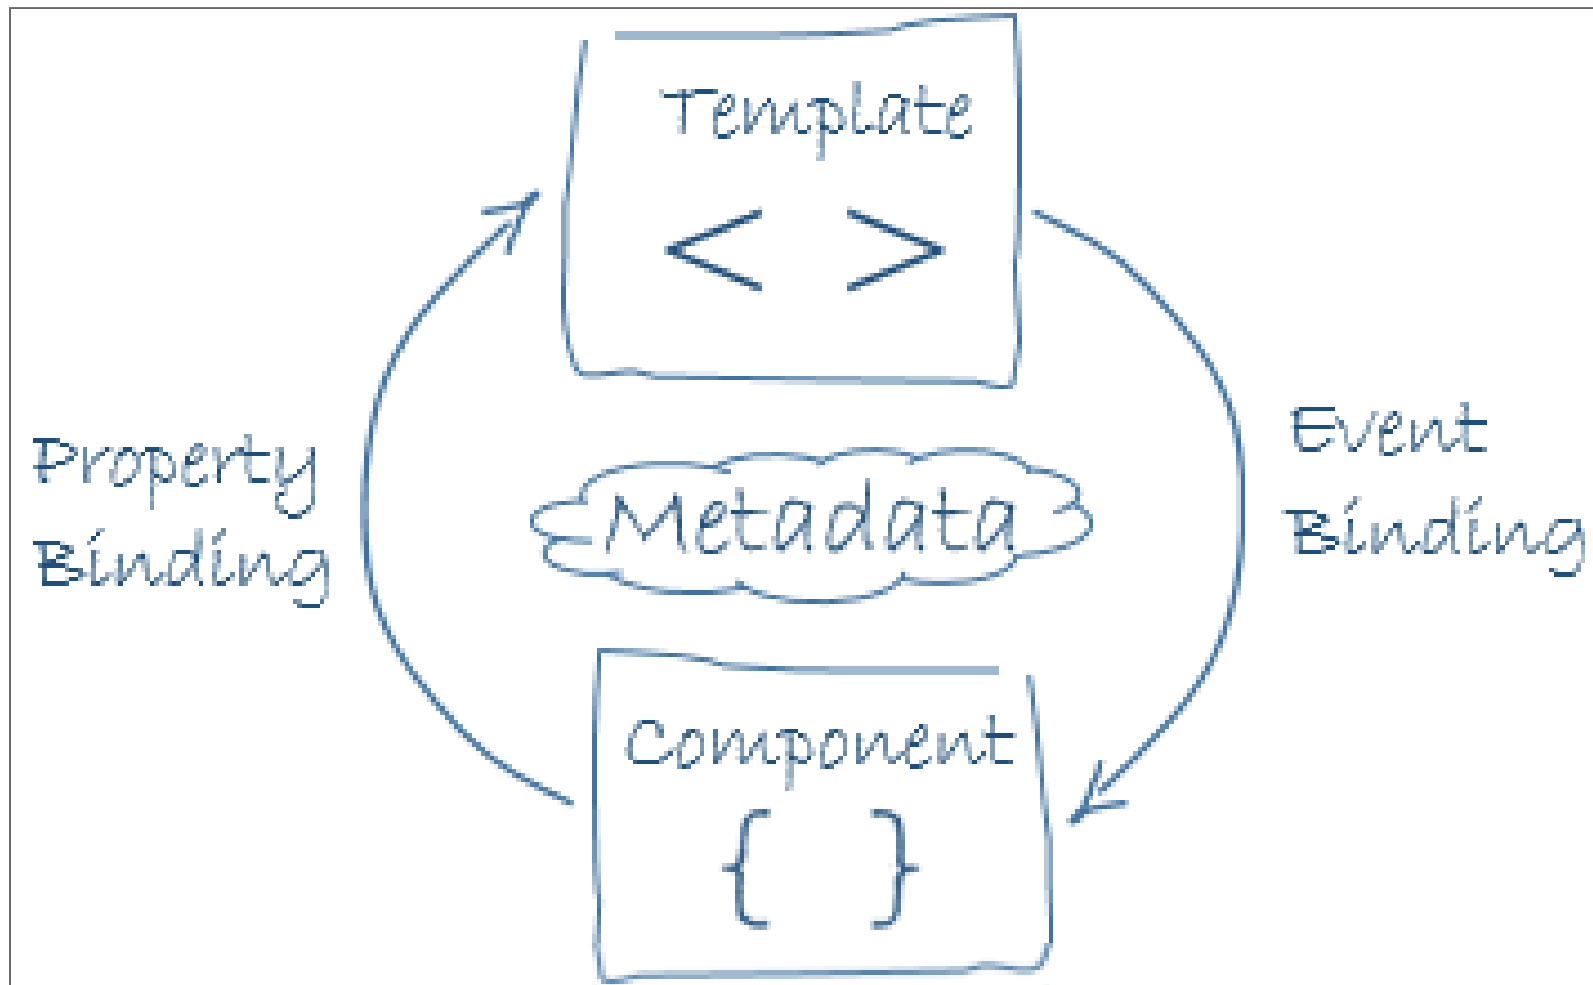 Template
< >
Property
Binding
Event
Binding
Metadata
Component
{ }